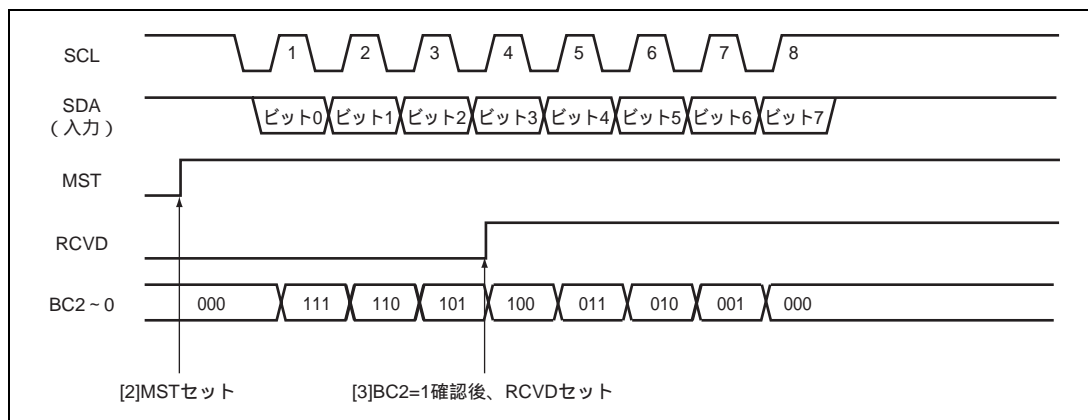 SCL 1 2 3 4 5 6 7 8
SDA
（入力） ビット0 ビット1 ビット2 ビット3 ビット4 ビット5 ビット6 ビット7
MST
RCVD
BC2～0 000 111 110 101 100 011 010 001 000
[2]MSTセット [3]BC2=1確認後、RCVDセット